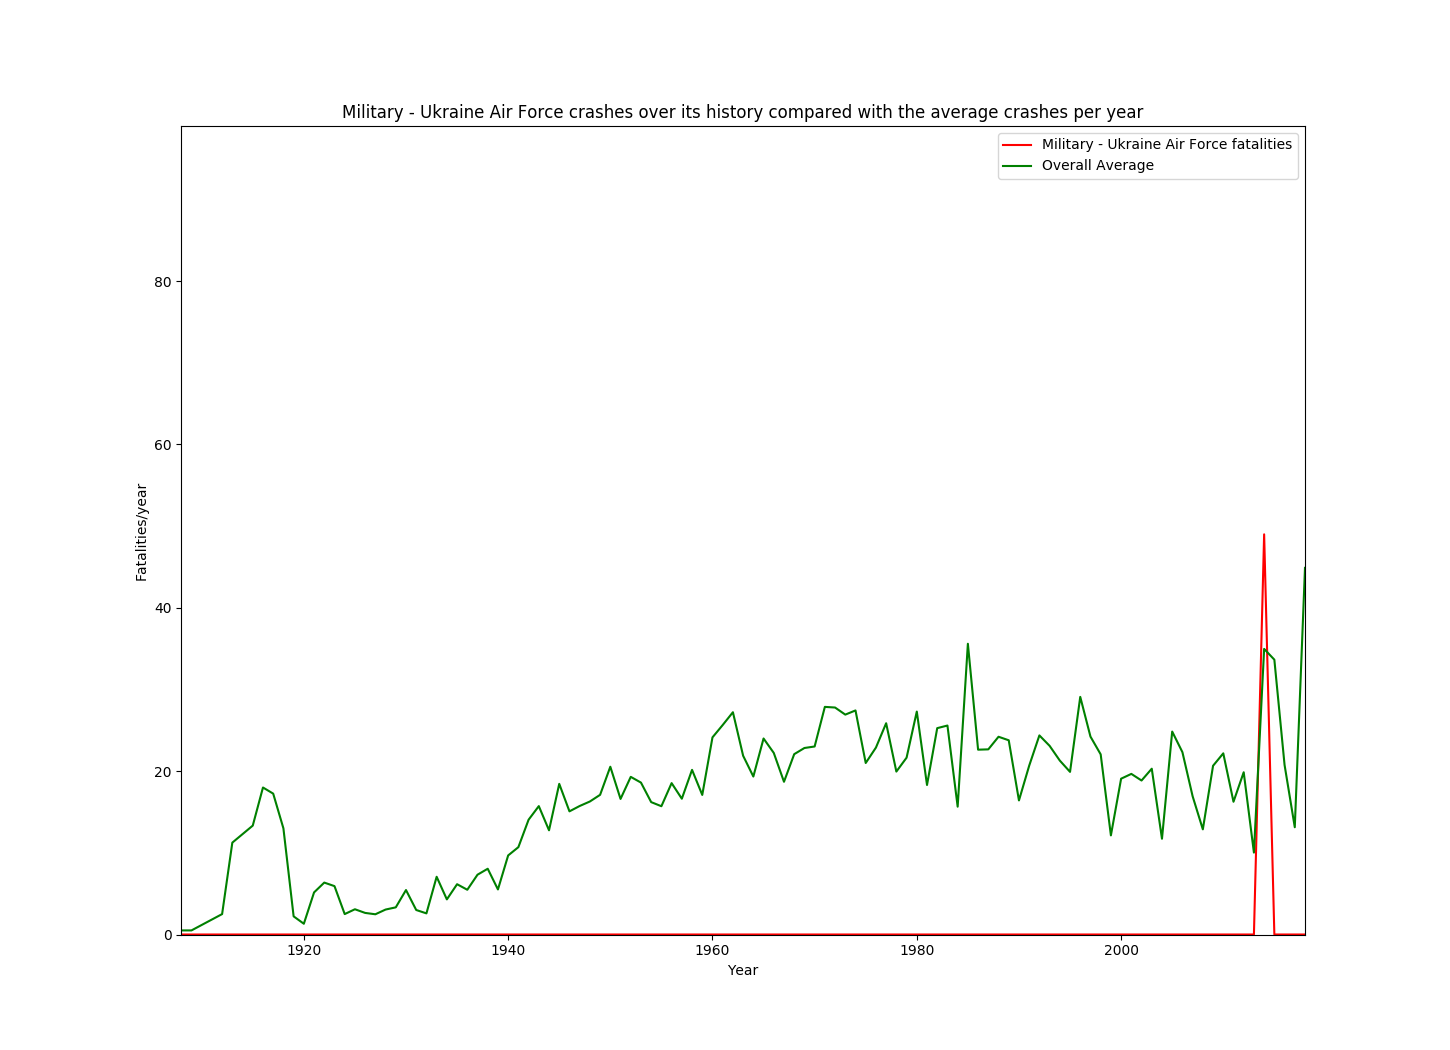 Military - Ukraine Air Force crashes over its history compared with the average crashes per year
Military - Ukraine Air Force fatalities
Overall Average
80
60
40
20
0
Fatalities/year
1920
1940
1960
1980
2000
Year